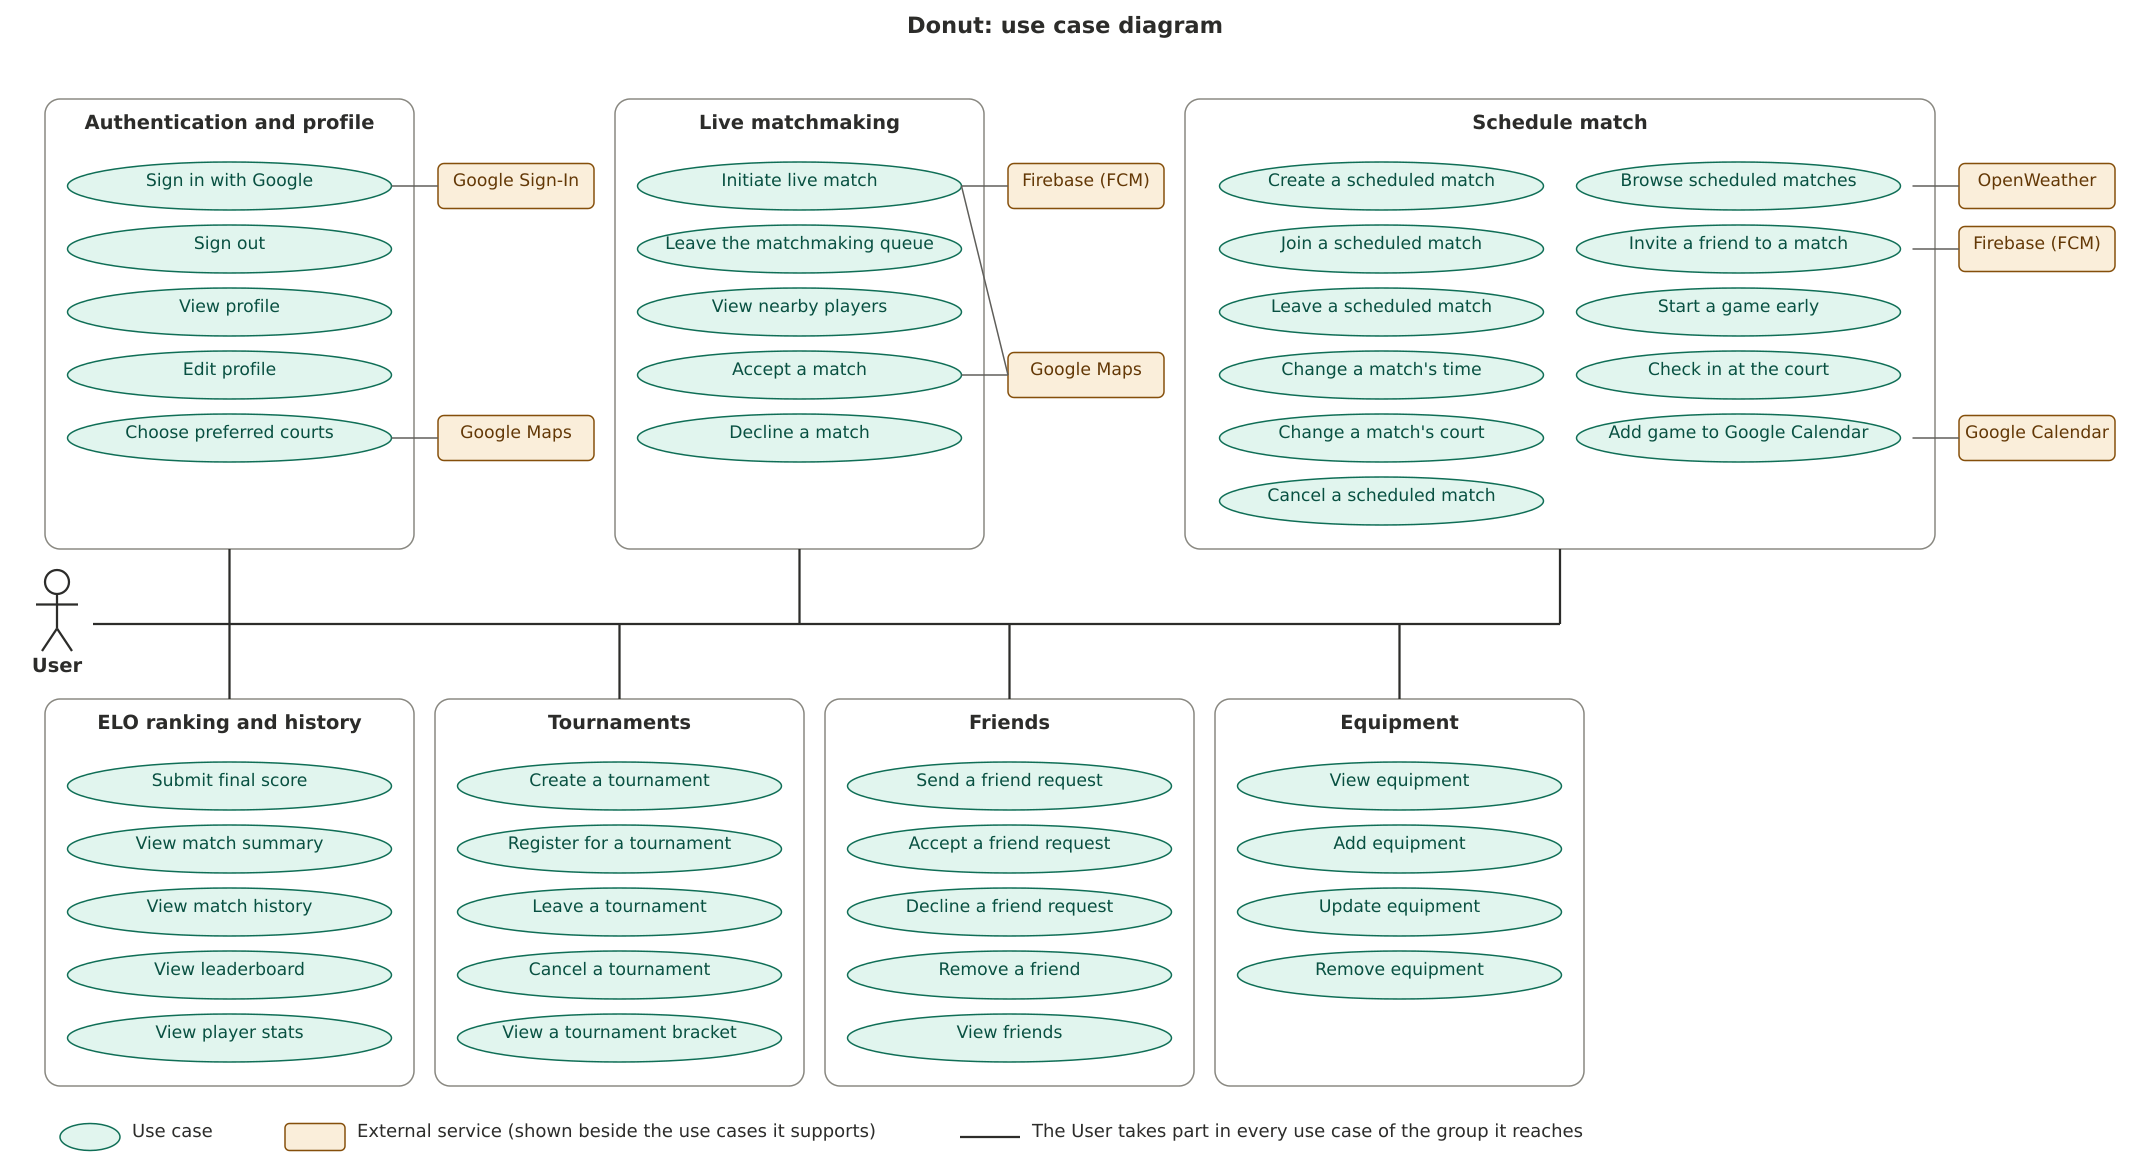 Donut: use case diagram
Authentication and profile
Sign in with Google
Google Sign-In
Sign out
View profile
Edit profile
Choose preferred courts
Google Maps
Live matchmaking
Initiate live match
Firebase (FCM)
Leave the matchmaking queue
View nearby players
Accept a match
Google Maps
Decline a match
Schedule match
Create a scheduled match
Join a scheduled match
Leave a scheduled match
Change a match's time
Change a match's court
Cancel a scheduled match
Browse scheduled matches
OpenWeather
Invite a friend to a match
Firebase (FCM)
Start a game early
Check in at the court
Add game to Google Calendar
Google Calendar
User
ELO ranking and history
Submit final score
View match summary
View match history
View leaderboard
View player stats
Tournaments
Create a tournament
Register for a tournament
Leave a tournament
Cancel a tournament
View a tournament bracket
Friends
Send a friend request
Accept a friend request
Decline a friend request
Remove a friend
View friends
Equipment
View equipment
Add equipment
Update equipment
Remove equipment
Use case
External service (shown beside the use cases it supports)
The User takes part in every use case of the group it reaches